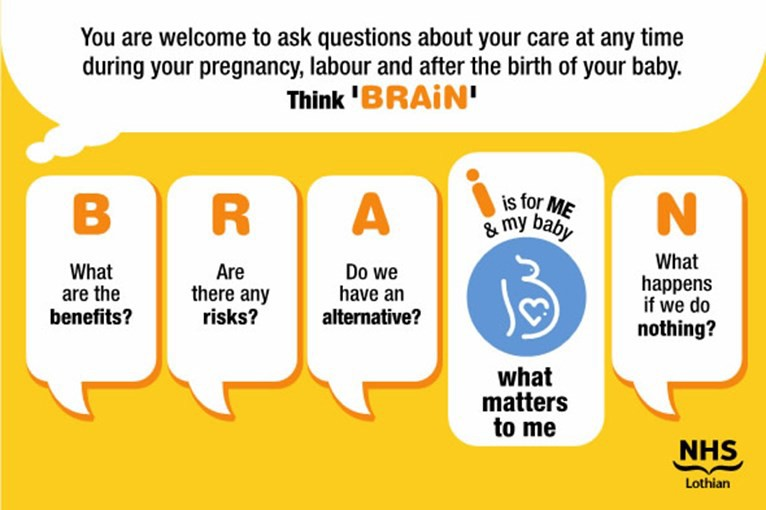 You are welcome to ask questions about your care at any time
during your pregnancy, labour and after the birth of your baby.
Think 'BRAiN'
B
What
are the
benefits?
R
Are
there any
risks?
A
Do we
have an
alternative?
i is for ME
& my baby
what
matters
to me
N
What
happens
if we do
nothing?
NHS
Lothian